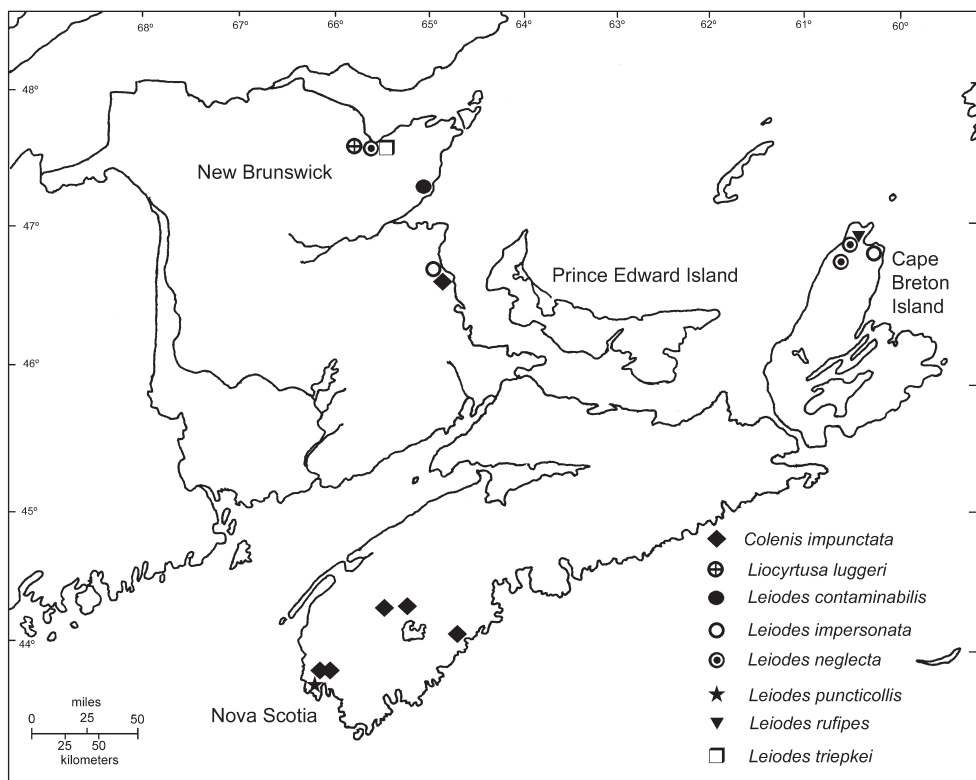 68° 67° 66° 65° 64° 63° 62° 61° 60°
48°
New Brunswick
47°
Prince Edward Island
Cape
Breton
Island
46°
45°
44°
Nova Scotia
miles
0 25 50
25 50
kilometers
Colenis impunctata
Liocyrtusa luggeri
Leiodes contaminabilis
Leiodes impersonata
Leiodes neglecta
Leiodes puncticollis
Leiodes rufipes
Leiodes triepkei